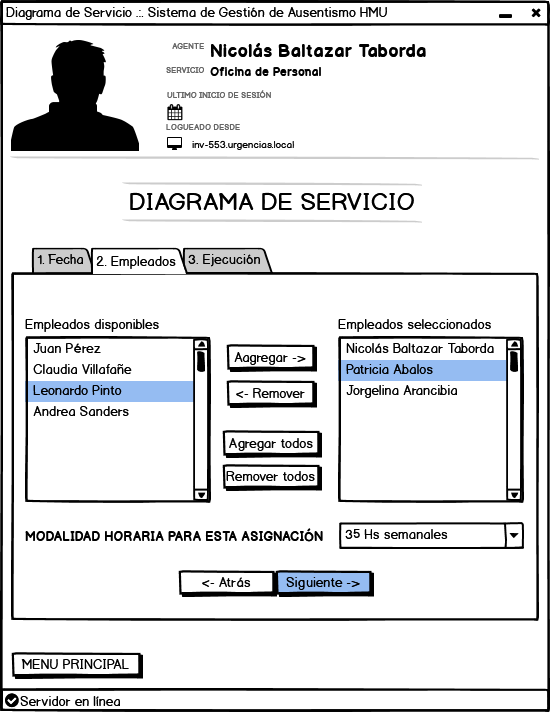 Diagrama de Servicio .:. Sistema de Gestión de Ausentismo HMU
AGENTE Nicolás Baltazar Taborda
SERVICIO Oficina de Personal
ULTIMO INICIO DE SESIÓN
LOGUEADO DESDE
inv-553.urgencias.local
DIAGRAMA DE SERVICIO
1. Fecha 2. Empleados 3. Ejecución
Empleados disponibles
Juan Pérez
Claudia Villafañe
Leonardo Pinto
Andrea Sanders
Aagregar ->
<- Remover
Agregar todos
Remover todos
Empleados seleccionados
Nicolás Baltazar Taborda
Patricia Abalos
Jorgelina Arancibia
MODALIDAD HORARIA PARA ESTA ASIGNACIÓN 35 Hs semanales
<- Atrás Siguiente ->
MENU PRINCIPAL
Servidor en línea